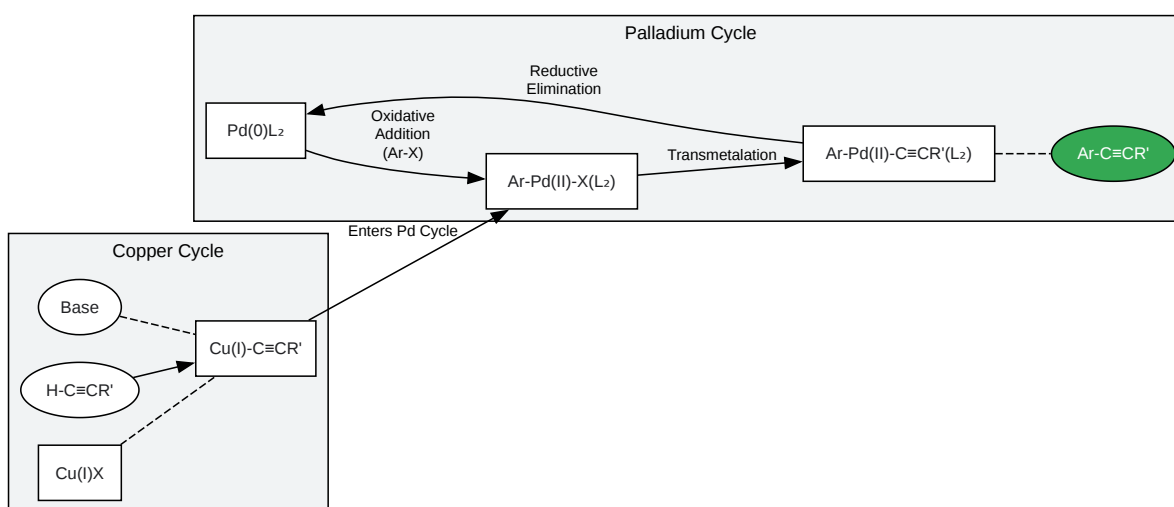 Palladium Cycle
Reductive
Elimination
Pd(0)L₂
Oxidative
Addition
(Ar-X)
Ar-Pd(II)-X(L₂)
Transmetalation
Ar-Pd(II)-C≡CR'(L₂)
Ar-C≡CR'
Enters Pd Cycle
Copper Cycle
Base
Cu(I)-C≡CR'
H-C≡CR'
Cu(I)X